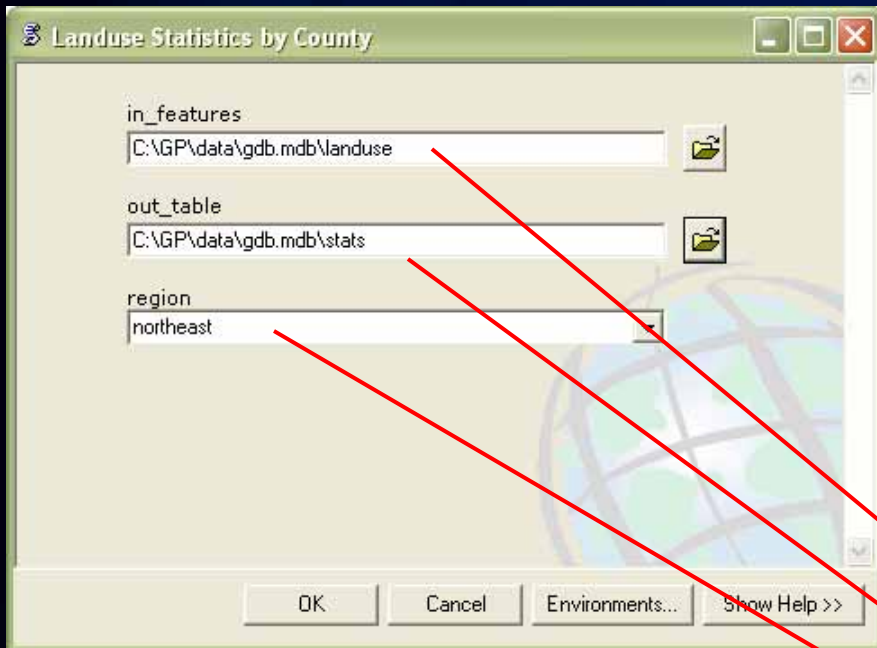 Landuse Statistics by County
in_features
C:\GP\data\gdb.mdb\landuse
out_table
C:\GP\data\gdb.mdb\stats
region
northeast
OK Cancel Environments... Show Help >>